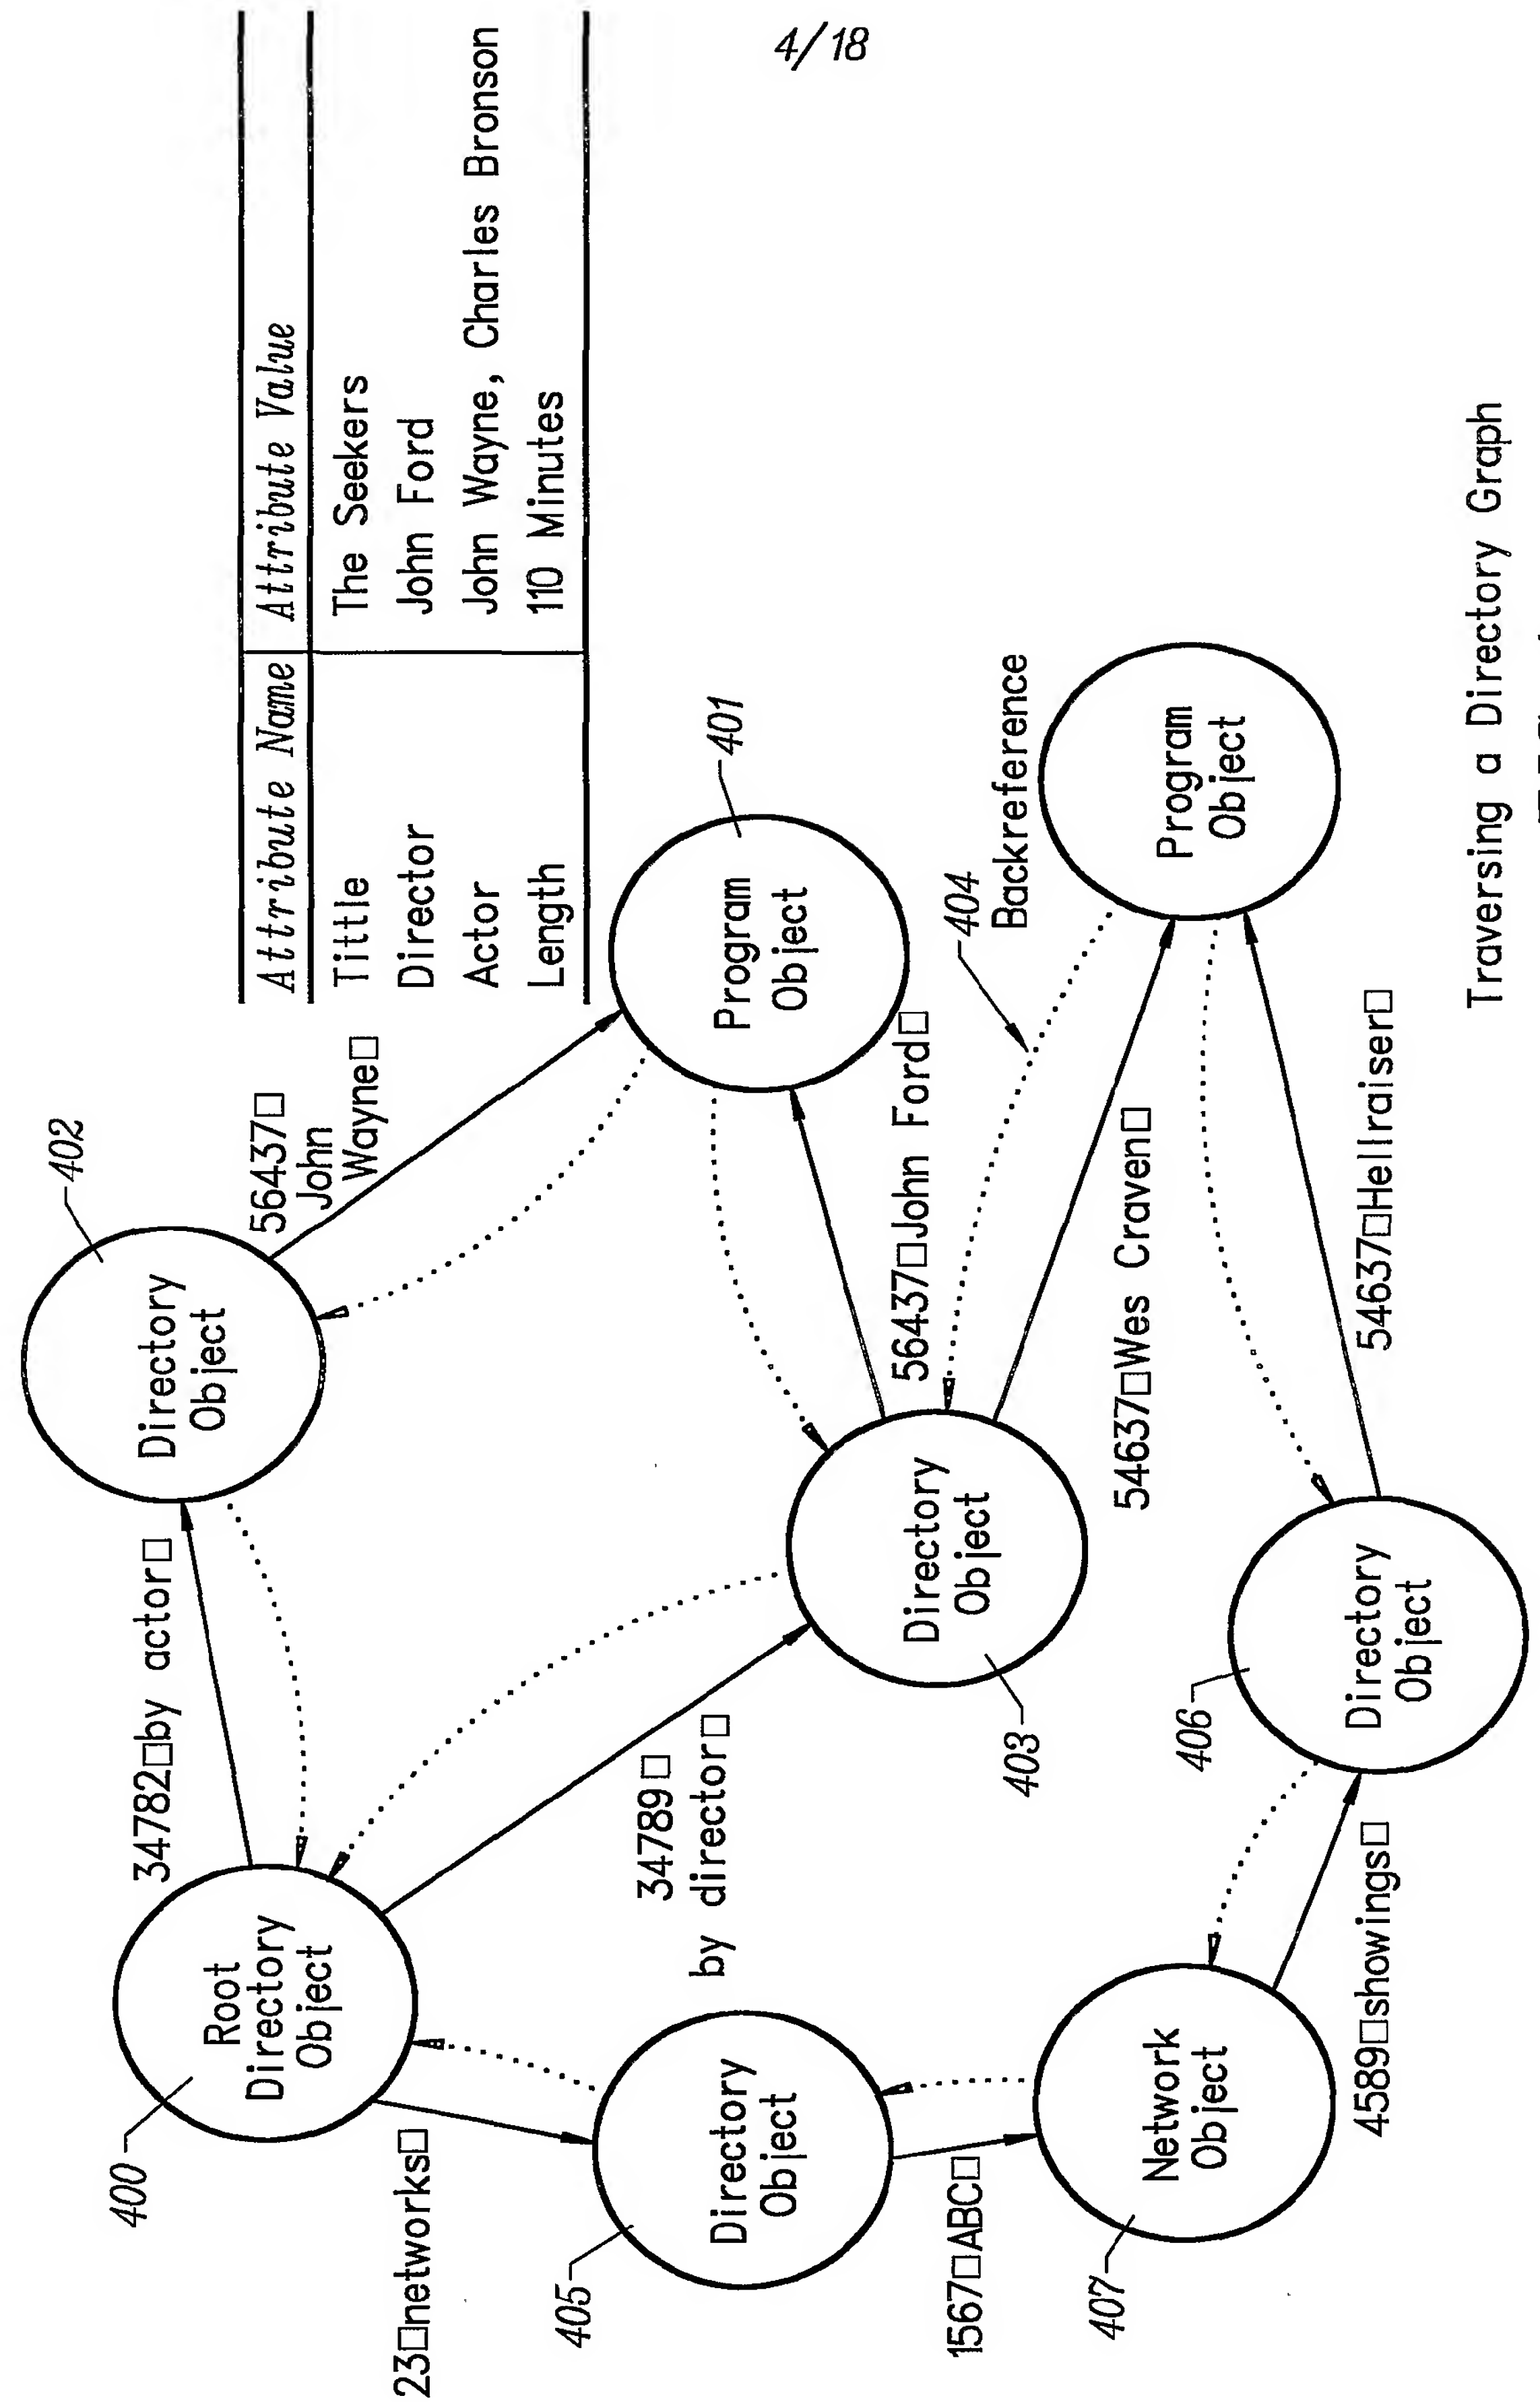 4/18
Attribute Name Attribute Value
Tittle The Seekers
Director John Ford
Actor John Wayne, Charles Bronson
Length 110 Minutes
402
Directory
Object
56437□
John
Wayne□
34782□by actor□
400
Root
Directory
Object
401
Program
Object
23□networks□
34789□
by director□
405
Directory
Object
403
Directory
Object
56437□John Ford□
404
Backreference
1567□ABC□
54637□Wes Craven□
Program
Object
407
Network
Object
406
Directory
Object
4589□showings□
54637□Hellraiser□
Traversing a Directory Graph